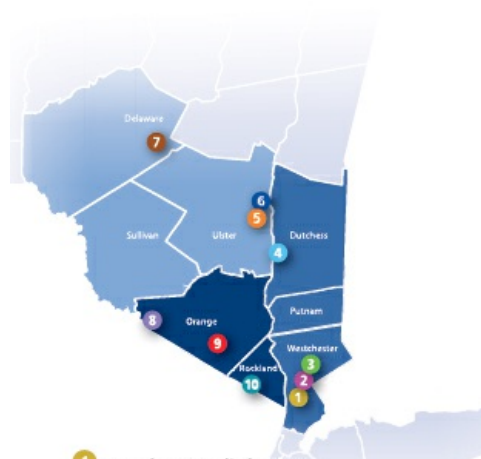 Delaware
7
6
5
Sullivan
Ulster
Dutchess
4
Putnam
8
Orange
9
Westchester
3
Rockland
2
10
1